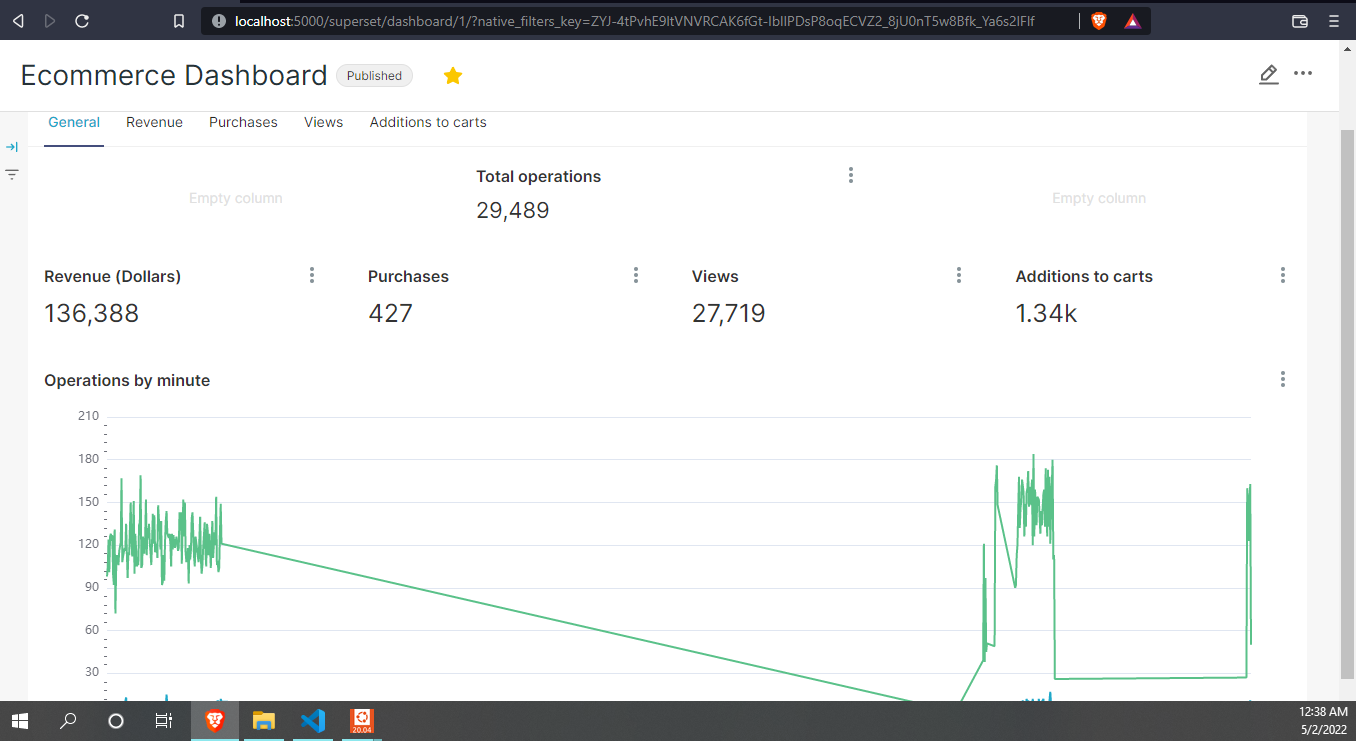 localhost:5000/superset/dashboard/1/?native_filters_key=ZYJ-4tPvhE9ltVNVRCAK6fGt-lblIPDsP8oqECVZ2_8jU0nT5w8Bfk_Ya6s2IFlf
Ecommerce Dashboard Published
General Revenue Purchases Views Additions to carts
Empty column
Total operations
29,489
Empty column
Revenue (Dollars) Purchases Views Additions to carts
136,388 427 27,719 1.34k
Operations by minute
210
180
150
120
90
60
30
20.04
12:38 AM
5/2/2022